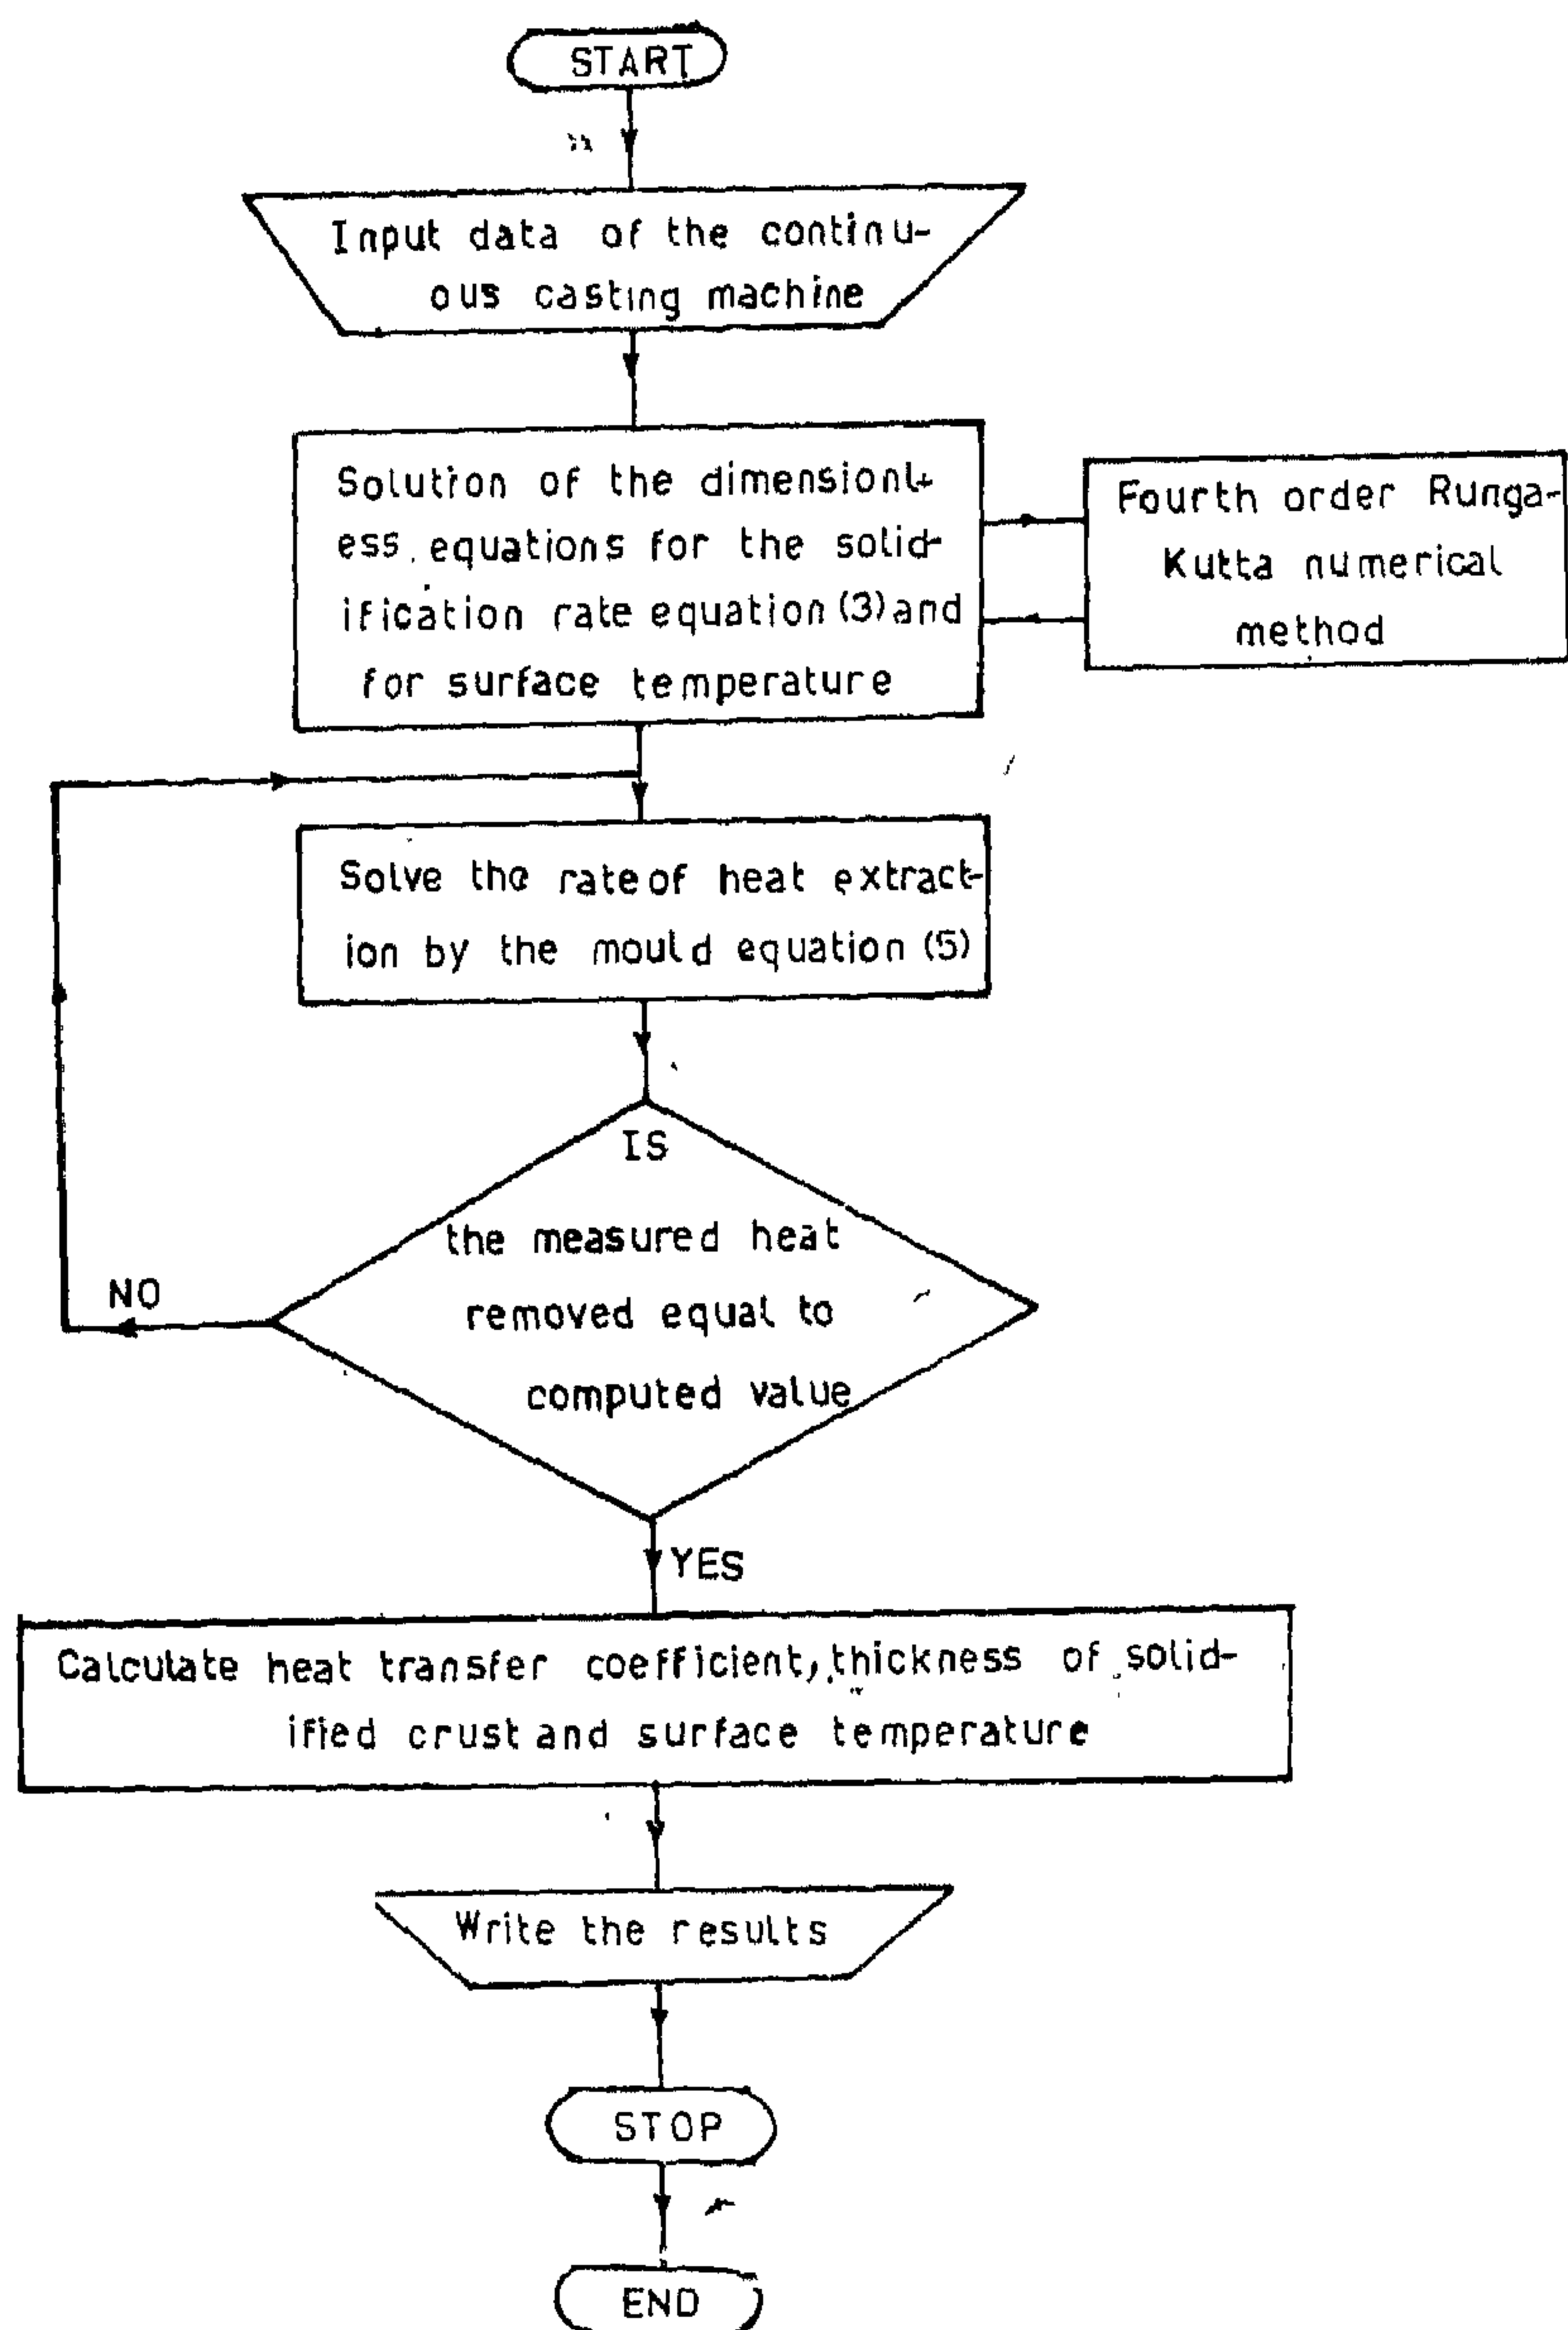 START
Input data of the continu-
ous casting machine
Solution of the dimensionl-
ess equations for the solid-
ification rate equation (3) and
for surface temperature
Fourth order Runga-
Kutta numerical
method
Solve the rate of heat extract-
ion by the mould equation (5)
IS
the measured heat
removed equal to
computed value
NO
YES
Calculate heat transfer coefficient, thickness of solid-
ified crust and surface temperature
Write the results
STOP
END